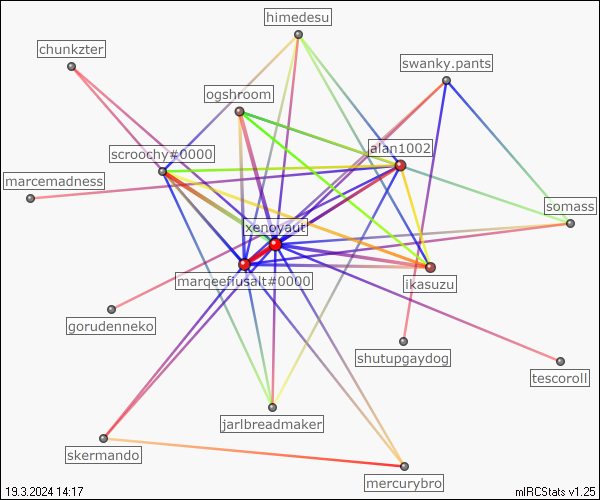 himedesu
chunkzter
swanky.pants
ogshroom
alan1002
scroochy#0000
marcemadness
somass
xenoyaut
marqeefiusalt#0000
ikasuzu
gorudenneko
shutupgaydog
tescoroll
jarlbreadmaker
skermando
mercurybro
19.3.2024 14:17
mIRCStats v1.25